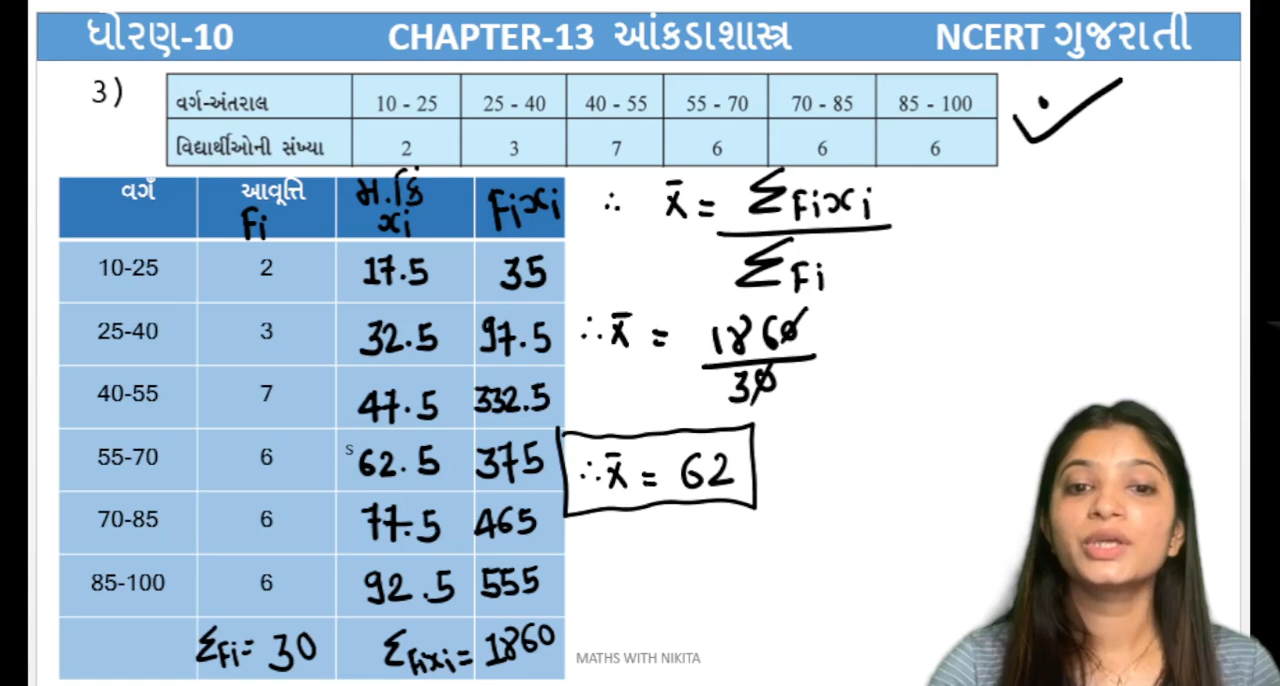 ધોરણ-10 CHAPTER-13 આંકડાશાસ્ત્ર NCERT ગુજરાતી
3)
વર્ગ-અંતરાલ 10 - 25 25 - 40 40 - 55 55 - 70 70 - 85 85 - 100
વિદ્યાર્થીઓની સંખ્યા 2 3 7 6 6 6
વર્ગ આવૃત્તિ Fi મ.કિં xi Fixi
10-25 2 17.5 35
25-40 3 32.5 97.5
40-55 7 47.5 332.5
55-70 6 62.5 375
70-85 6 77.5 465
85-100 6 92.5 555
ΣFi= 30 ΣFixi= 1860
∴ x̄ = ΣFixi / ΣFi
∴ x̄ = 1860 / 30
∴ x̄ = 62
MATHS WITH NIKITA